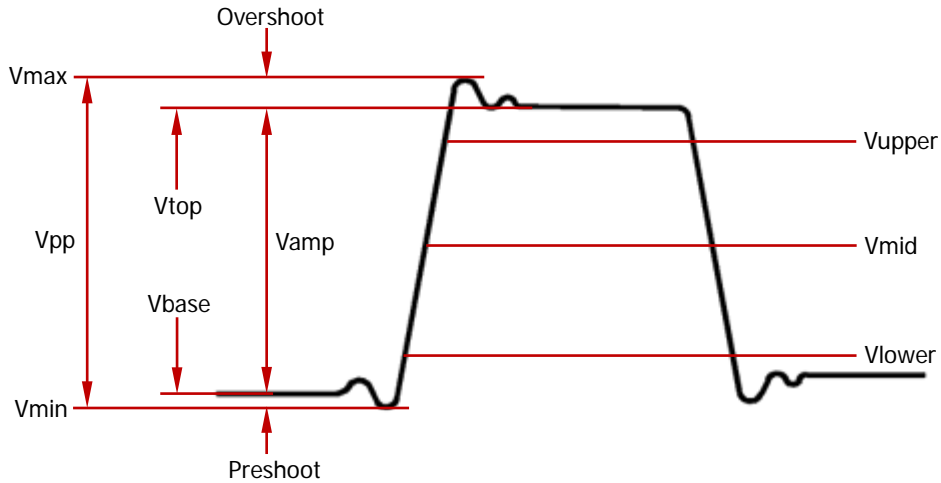 Overshoot
Vmax
Vupper
Vtop
Vpp
Vamp
Vmid
Vbase
Vlower
Vmin
Preshoot